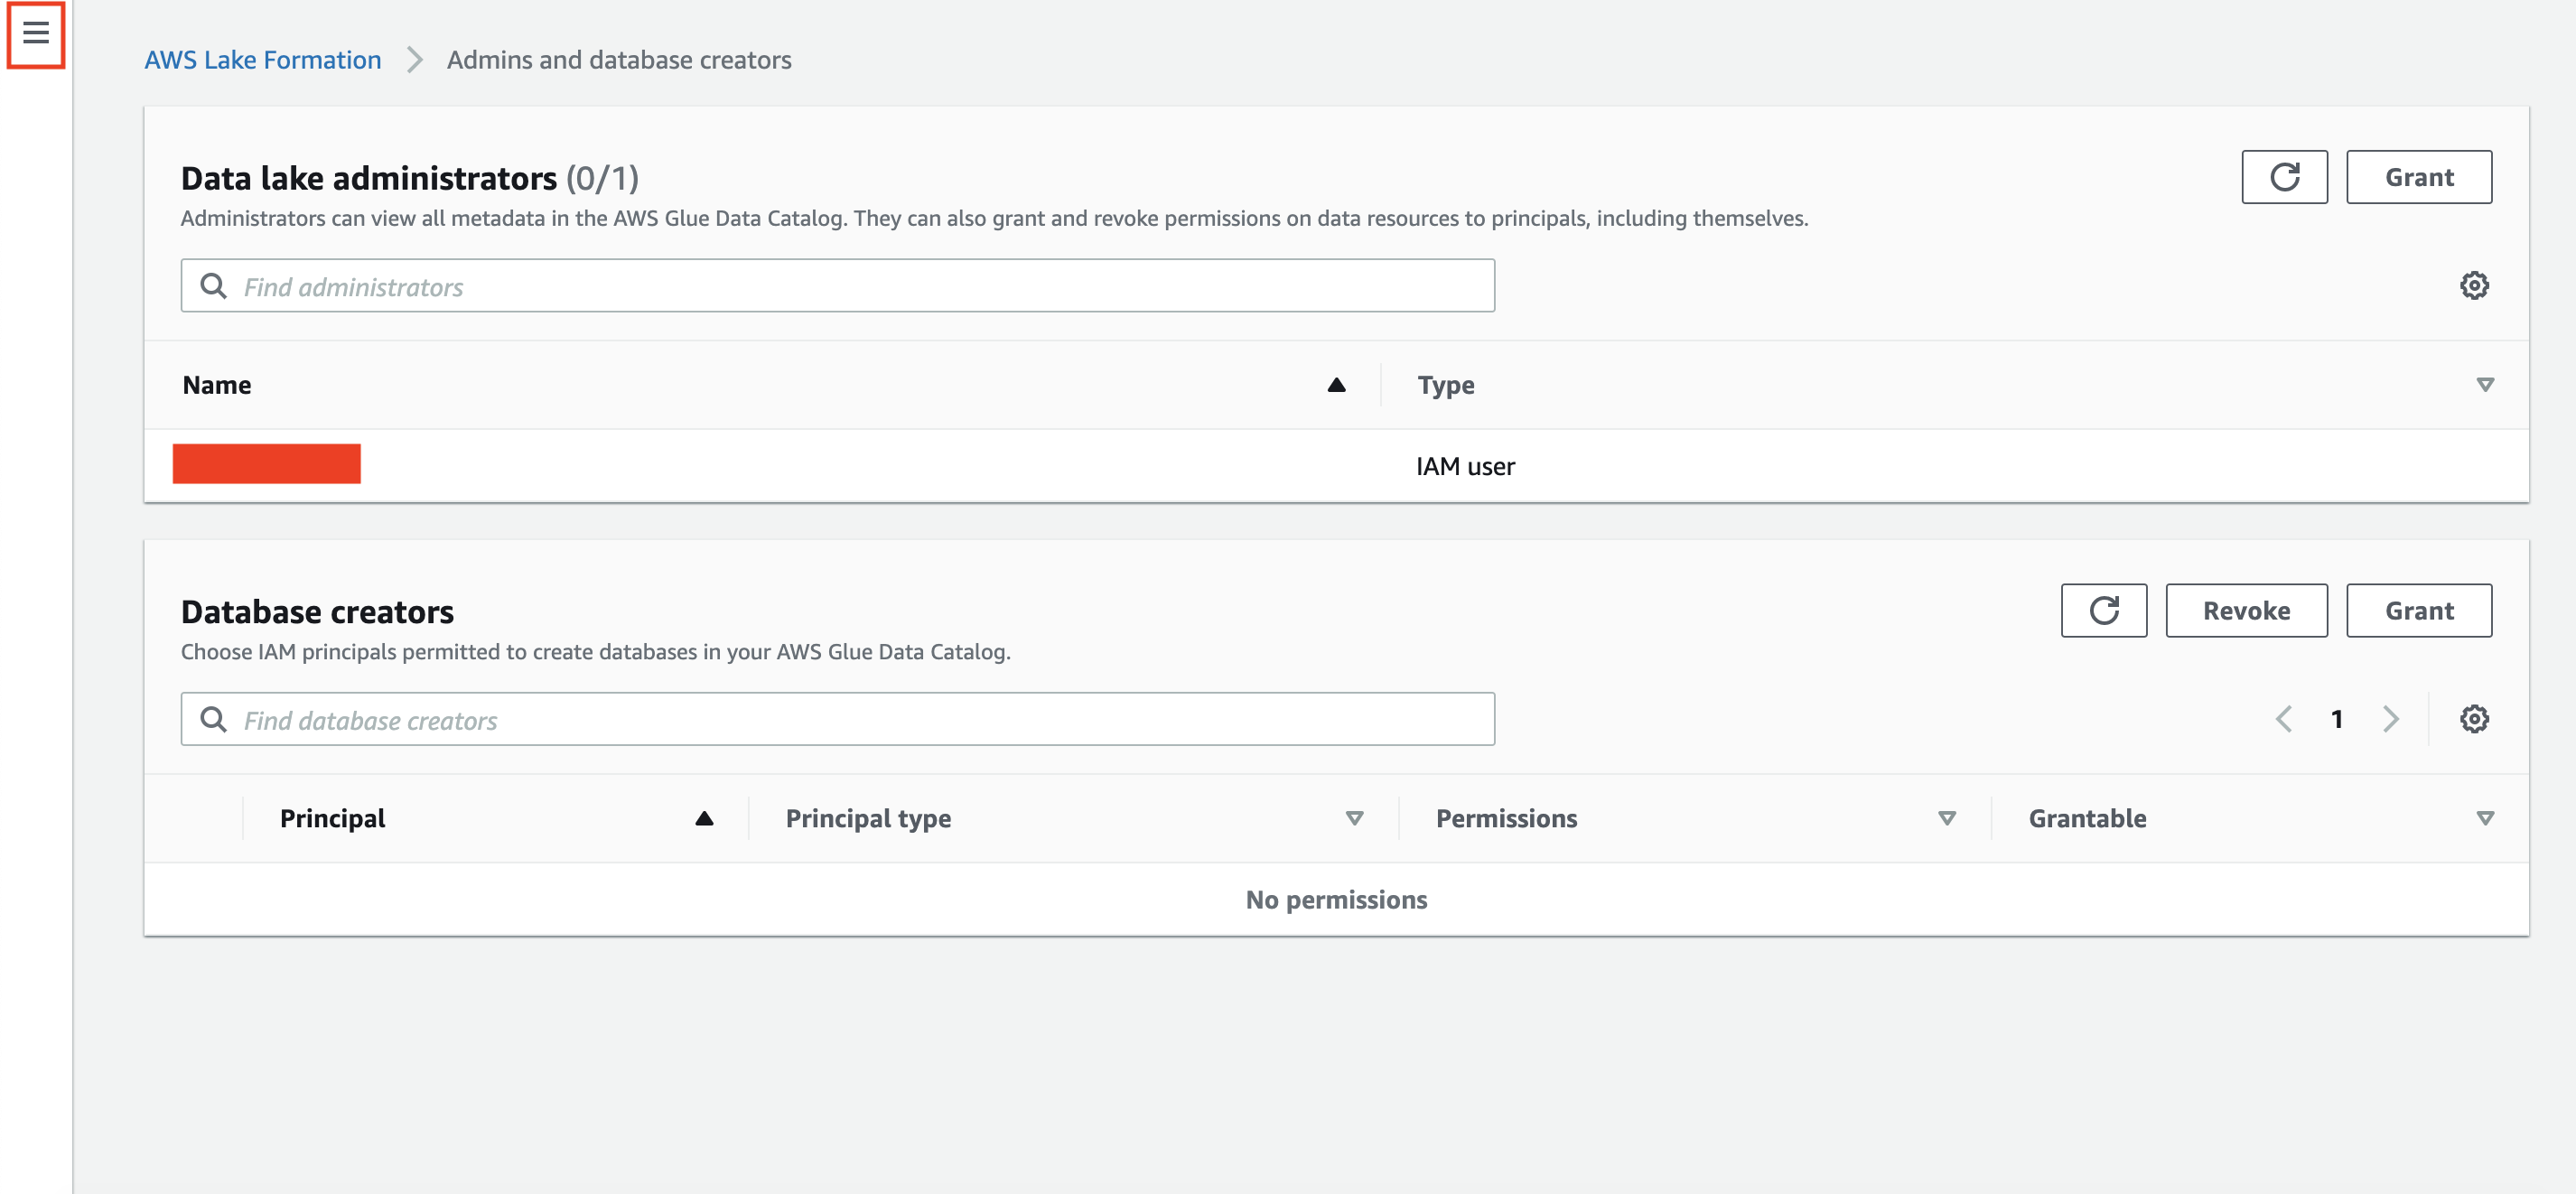 AWS Lake Formation > Admins and database creators
Data lake administrators (0/1)
Grant
Administrators can view all metadata in the AWS Glue Data Catalog. They can also grant and revoke permissions on data resources to principals, including themselves.
Find administrators
Name Type
IAM user
Database creators
Revoke Grant
Choose IAM principals permitted to create databases in your AWS Glue Data Catalog.
Find database creators
1
Principal Principal type Permissions Grantable
No permissions